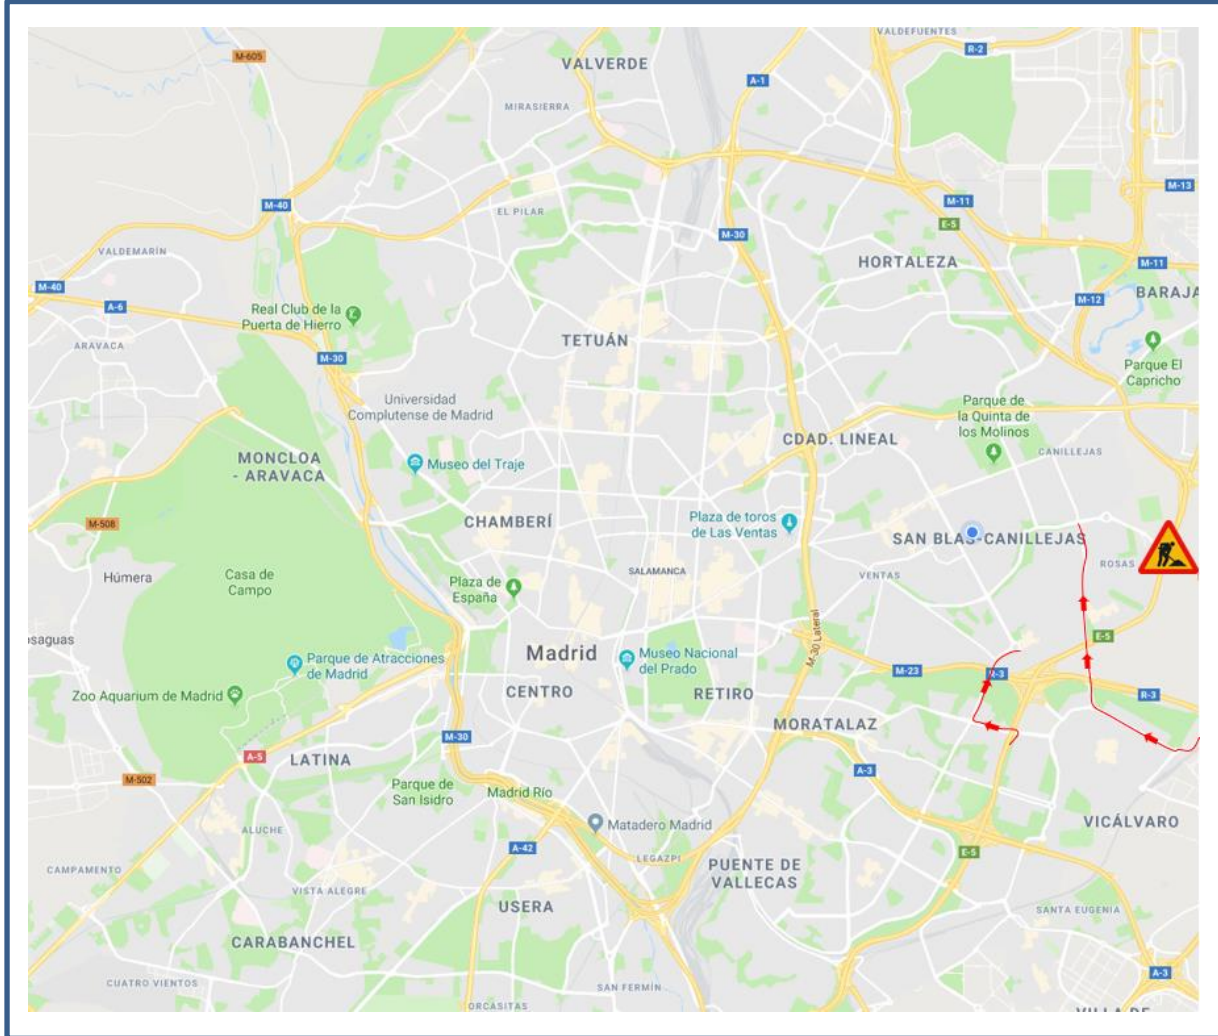 VALDEFUENTES
M-605
R-2
VALVERDE
A-1
MIRASIERRA
M-13
M-40
M-11
EL PILAR
E-5
M-30
VALDEMARÍN
HORTALEZA
M-11
M-40
BARAJA
M-12
A-6
Real Club de la
Puerta de Hierro
TETUÁN
ARAVACA
M-30
Parque El
Capricho
Universidad
Complutense de Madrid
Parque de
la Quinta de
los Molinos
CDAD. LINEAL
CANILLEJAS
MONCLOA
- ARAVACA
Museo del Traje
M-508
CHAMBERÍ
Plaza de toros
de Las Ventas
SAN BLAS-CANILLEJAS
ROSAS
Húmera
Casa de
Campo
Plaza de
España
SALAMANCA
VENTAS
osaguas
M-30 Lateral
E-5
Parque de Atracciones
de Madrid
Madrid
Museo Nacional
del Prado
M-23
R-3
Zoo Aquarium de Madrid
CENTRO
RETIRO
R-3
MORATALAZ
M-30
A-5
LATINA
A-3
M-502
Parque de
San Isidro
Madrid Río
Matadero Madrid
VICÁLVARO
ALUCHE
A-42
LEGAZPI
E-5
CAMPAMENTO
PUENTE DE
VALLECAS
VISTA ALEGRE
USERA
SANTA EUGENIA
CARABANCHEL
A-3
CUATRO VIENTOS
SAN FERMÍN
ORCASITAS
VILLA DE